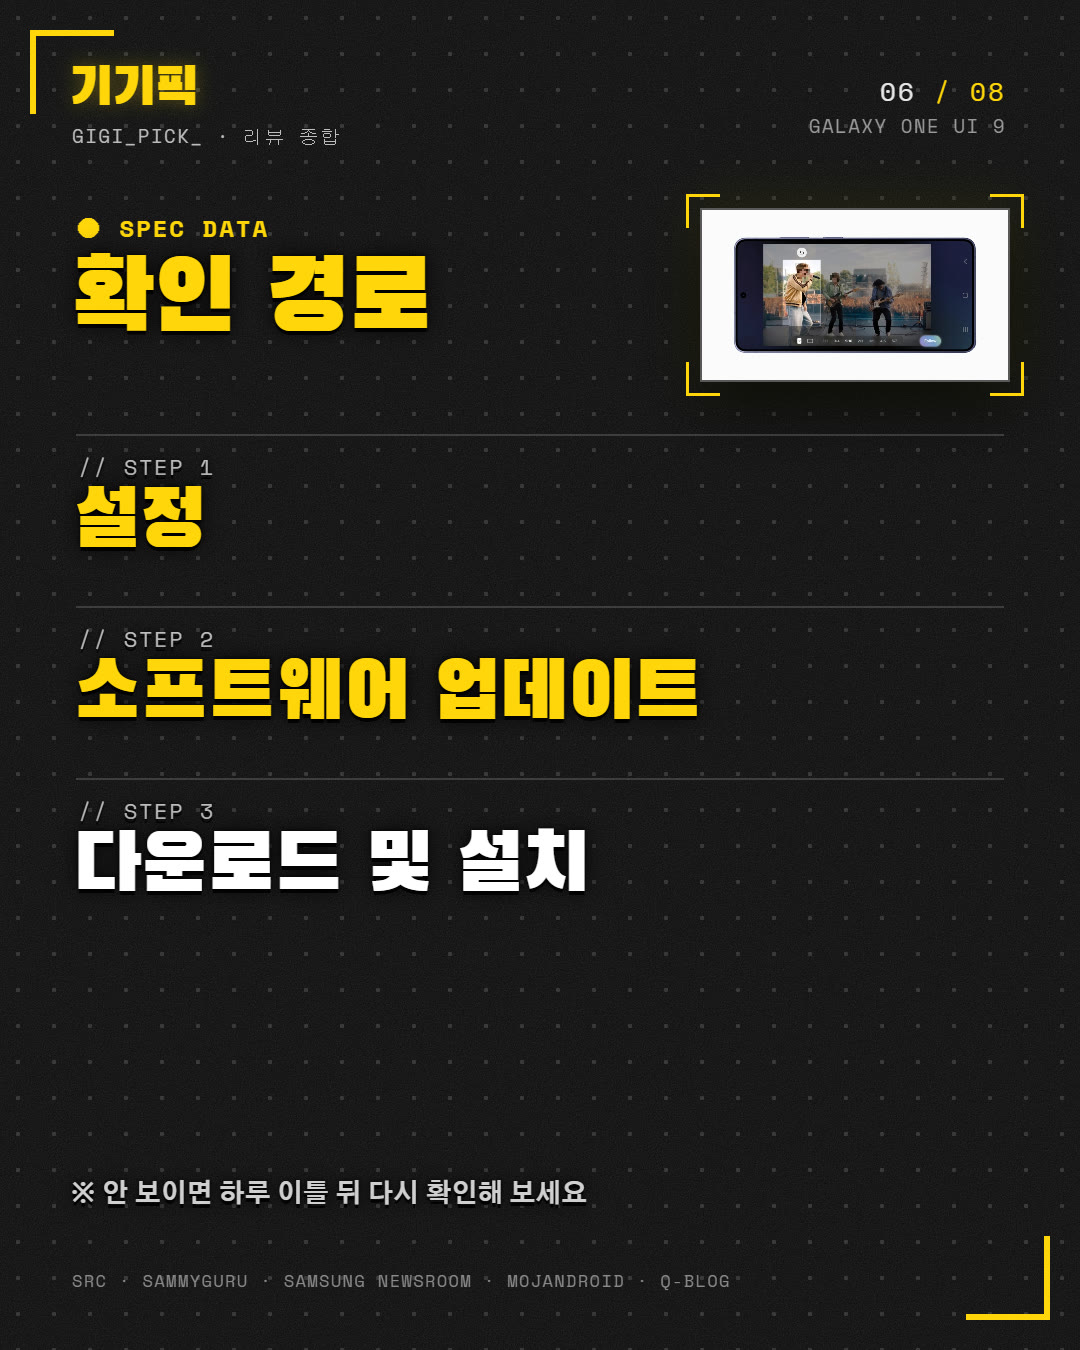 기기픽
GIGI_PICK_ · 리뷰 종합
06 / 08
GALAXY ONE UI 9
SPEC DATA
확인 경로
// STEP 1
설정
// STEP 2
소프트웨어 업데이트
// STEP 3
다운로드 및 설치
※ 안 보이면 하루 이틀 뒤 다시 확인해 보세요
SRC · SAMMYGURU · SAMSUNG NEWSROOM · MOJANDROID · Q-BLOG